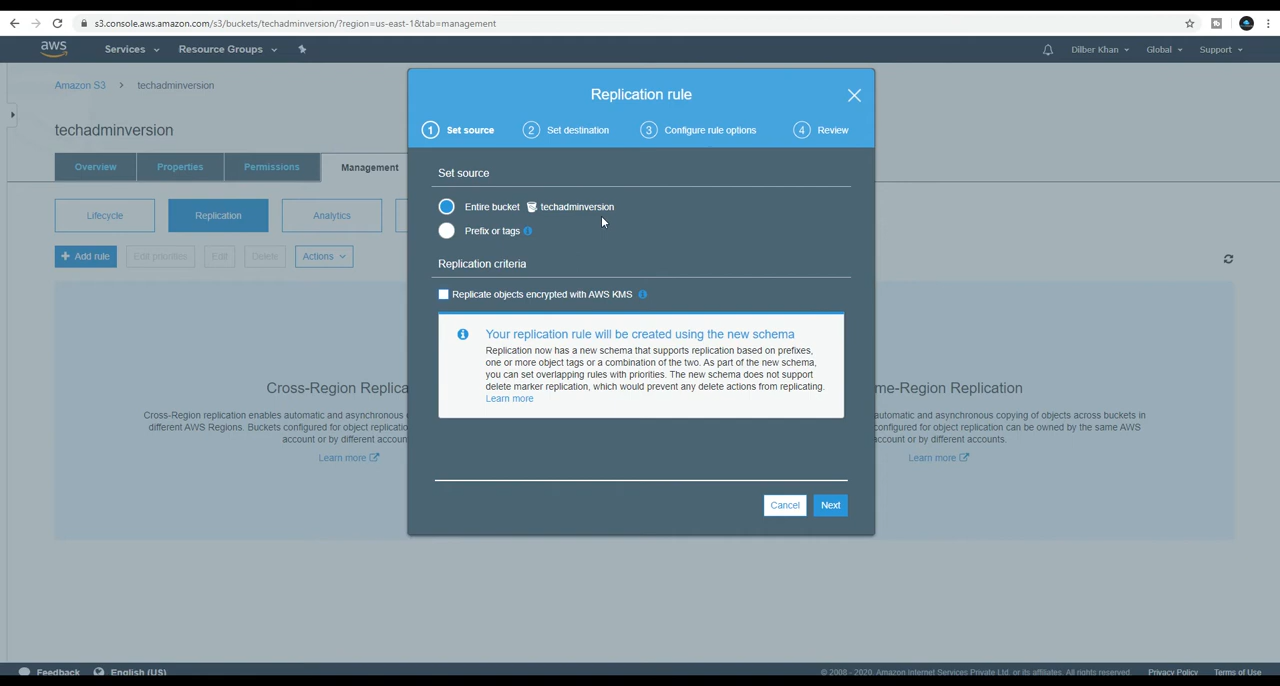 s3.console.aws.amazon.com/s3/buckets/techadminversion/?region=us-east-1&tab=management
aws
Services
Resource Groups
Dilber Khan
Global
Support
Amazon S3 > techadminversion
techadminversion
Overview
Properties
Permissions
Management
Lifecycle
Replication
Analytics
+ Add rule
Edit priorities
Edit
Delete
Actions
Replication rule
1 Set source
2 Set destination
3 Configure rule options
4 Review
Set source
Entire bucket techadminversion
Prefix or tags
Replication criteria
Replicate objects encrypted with AWS KMS
Your replication rule will be created using the new schema
Replication now has a new schema that supports replication based on prefixes,
one or more object tags or a combination of the two. As part of the new schema,
you can set overlapping rules with priorities. The new schema does not support
delete marker replication, which would prevent any delete actions from replicating.
Learn more
Cancel
Next
Cross-Region Replica
Cross-Region replication enables automatic and asynchronous
different AWS Regions. Buckets configured for object replicatio
account or by different accoun
Learn more
me-Region Replication
automatic and asynchronous copying of objects across buckets in
configured for object replication can be owned by the same AWS
account or by different accounts.
Learn more
Feedback
English (US)
© 2008 - 2020, Amazon Internet Services Private Ltd. or its affiliates. All rights reserved.
Privacy Policy
Terms of Use